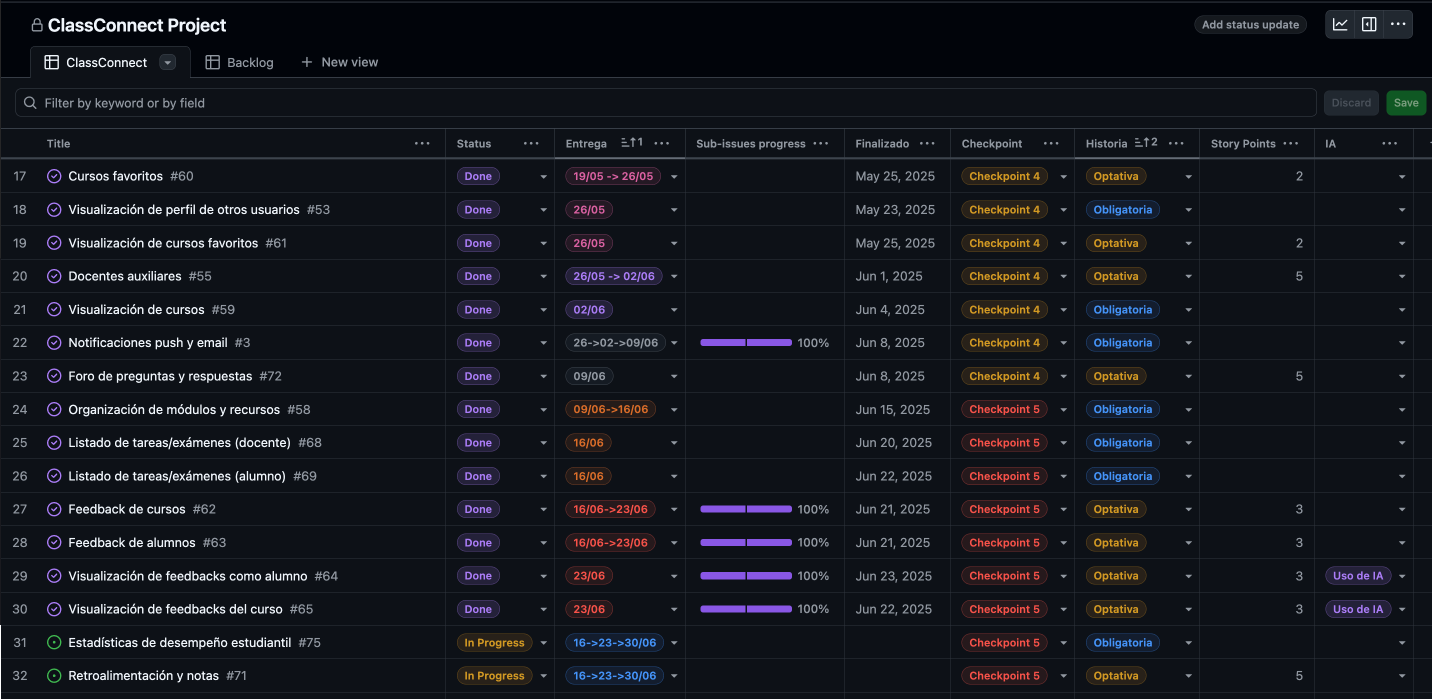 ClassConnect Project
Add status update
ClassConnect Backlog + New view
Filter by keyword or by field Discard Save
Title ... Status ... Entrega 1 ... Sub-issues progress ... Finalizado ... Checkpoint ... Historia 2 ... Story Points ... IA ...
17 Cursos favoritos #60 Done 19/05 -> 26/05 May 25, 2025 Checkpoint 4 Optativa 2
18 Visualización de perfil de otros usuarios #53 Done 26/05 May 23, 2025 Checkpoint 4 Obligatoria
19 Visualización de cursos favoritos #61 Done 26/05 May 25, 2025 Checkpoint 4 Optativa 2
20 Docentes auxiliares #55 Done 26/05 -> 02/06 Jun 1, 2025 Checkpoint 4 Optativa 5
21 Visualización de cursos #59 Done 02/06 Jun 4, 2025 Checkpoint 4 Obligatoria
22 Notificaciones push y email #3 Done 26->02->09/06 100% Jun 8, 2025 Checkpoint 4 Obligatoria
23 Foro de preguntas y respuestas #72 Done 09/06 Jun 8, 2025 Checkpoint 4 Optativa 5
24 Organización de módulos y recursos #58 Done 09/06->16/06 Jun 15, 2025 Checkpoint 5 Obligatoria
25 Listado de tareas/exámenes (docente) #68 Done 16/06 Jun 20, 2025 Checkpoint 5 Obligatoria
26 Listado de tareas/exámenes (alumno) #69 Done 16/06 Jun 22, 2025 Checkpoint 5 Obligatoria
27 Feedback de cursos #62 Done 16/06->23/06 100% Jun 21, 2025 Checkpoint 5 Optativa 3
28 Feedback de alumnos #63 Done 16/06->23/06 100% Jun 21, 2025 Checkpoint 5 Optativa 3
29 Visualización de feedbacks como alumno #64 Done 23/06 100% Jun 23, 2025 Checkpoint 5 Optativa 3 Uso de IA
30 Visualización de feedbacks del curso #65 Done 23/06 100% Jun 22, 2025 Checkpoint 5 Optativa 3 Uso de IA
31 Estadísticas de desempeño estudiantil #75 In Progress 16->23->30/06 Checkpoint 5 Obligatoria
32 Retroalimentación y notas #71 In Progress 16->23->30/06 Checkpoint 5 Optativa 5